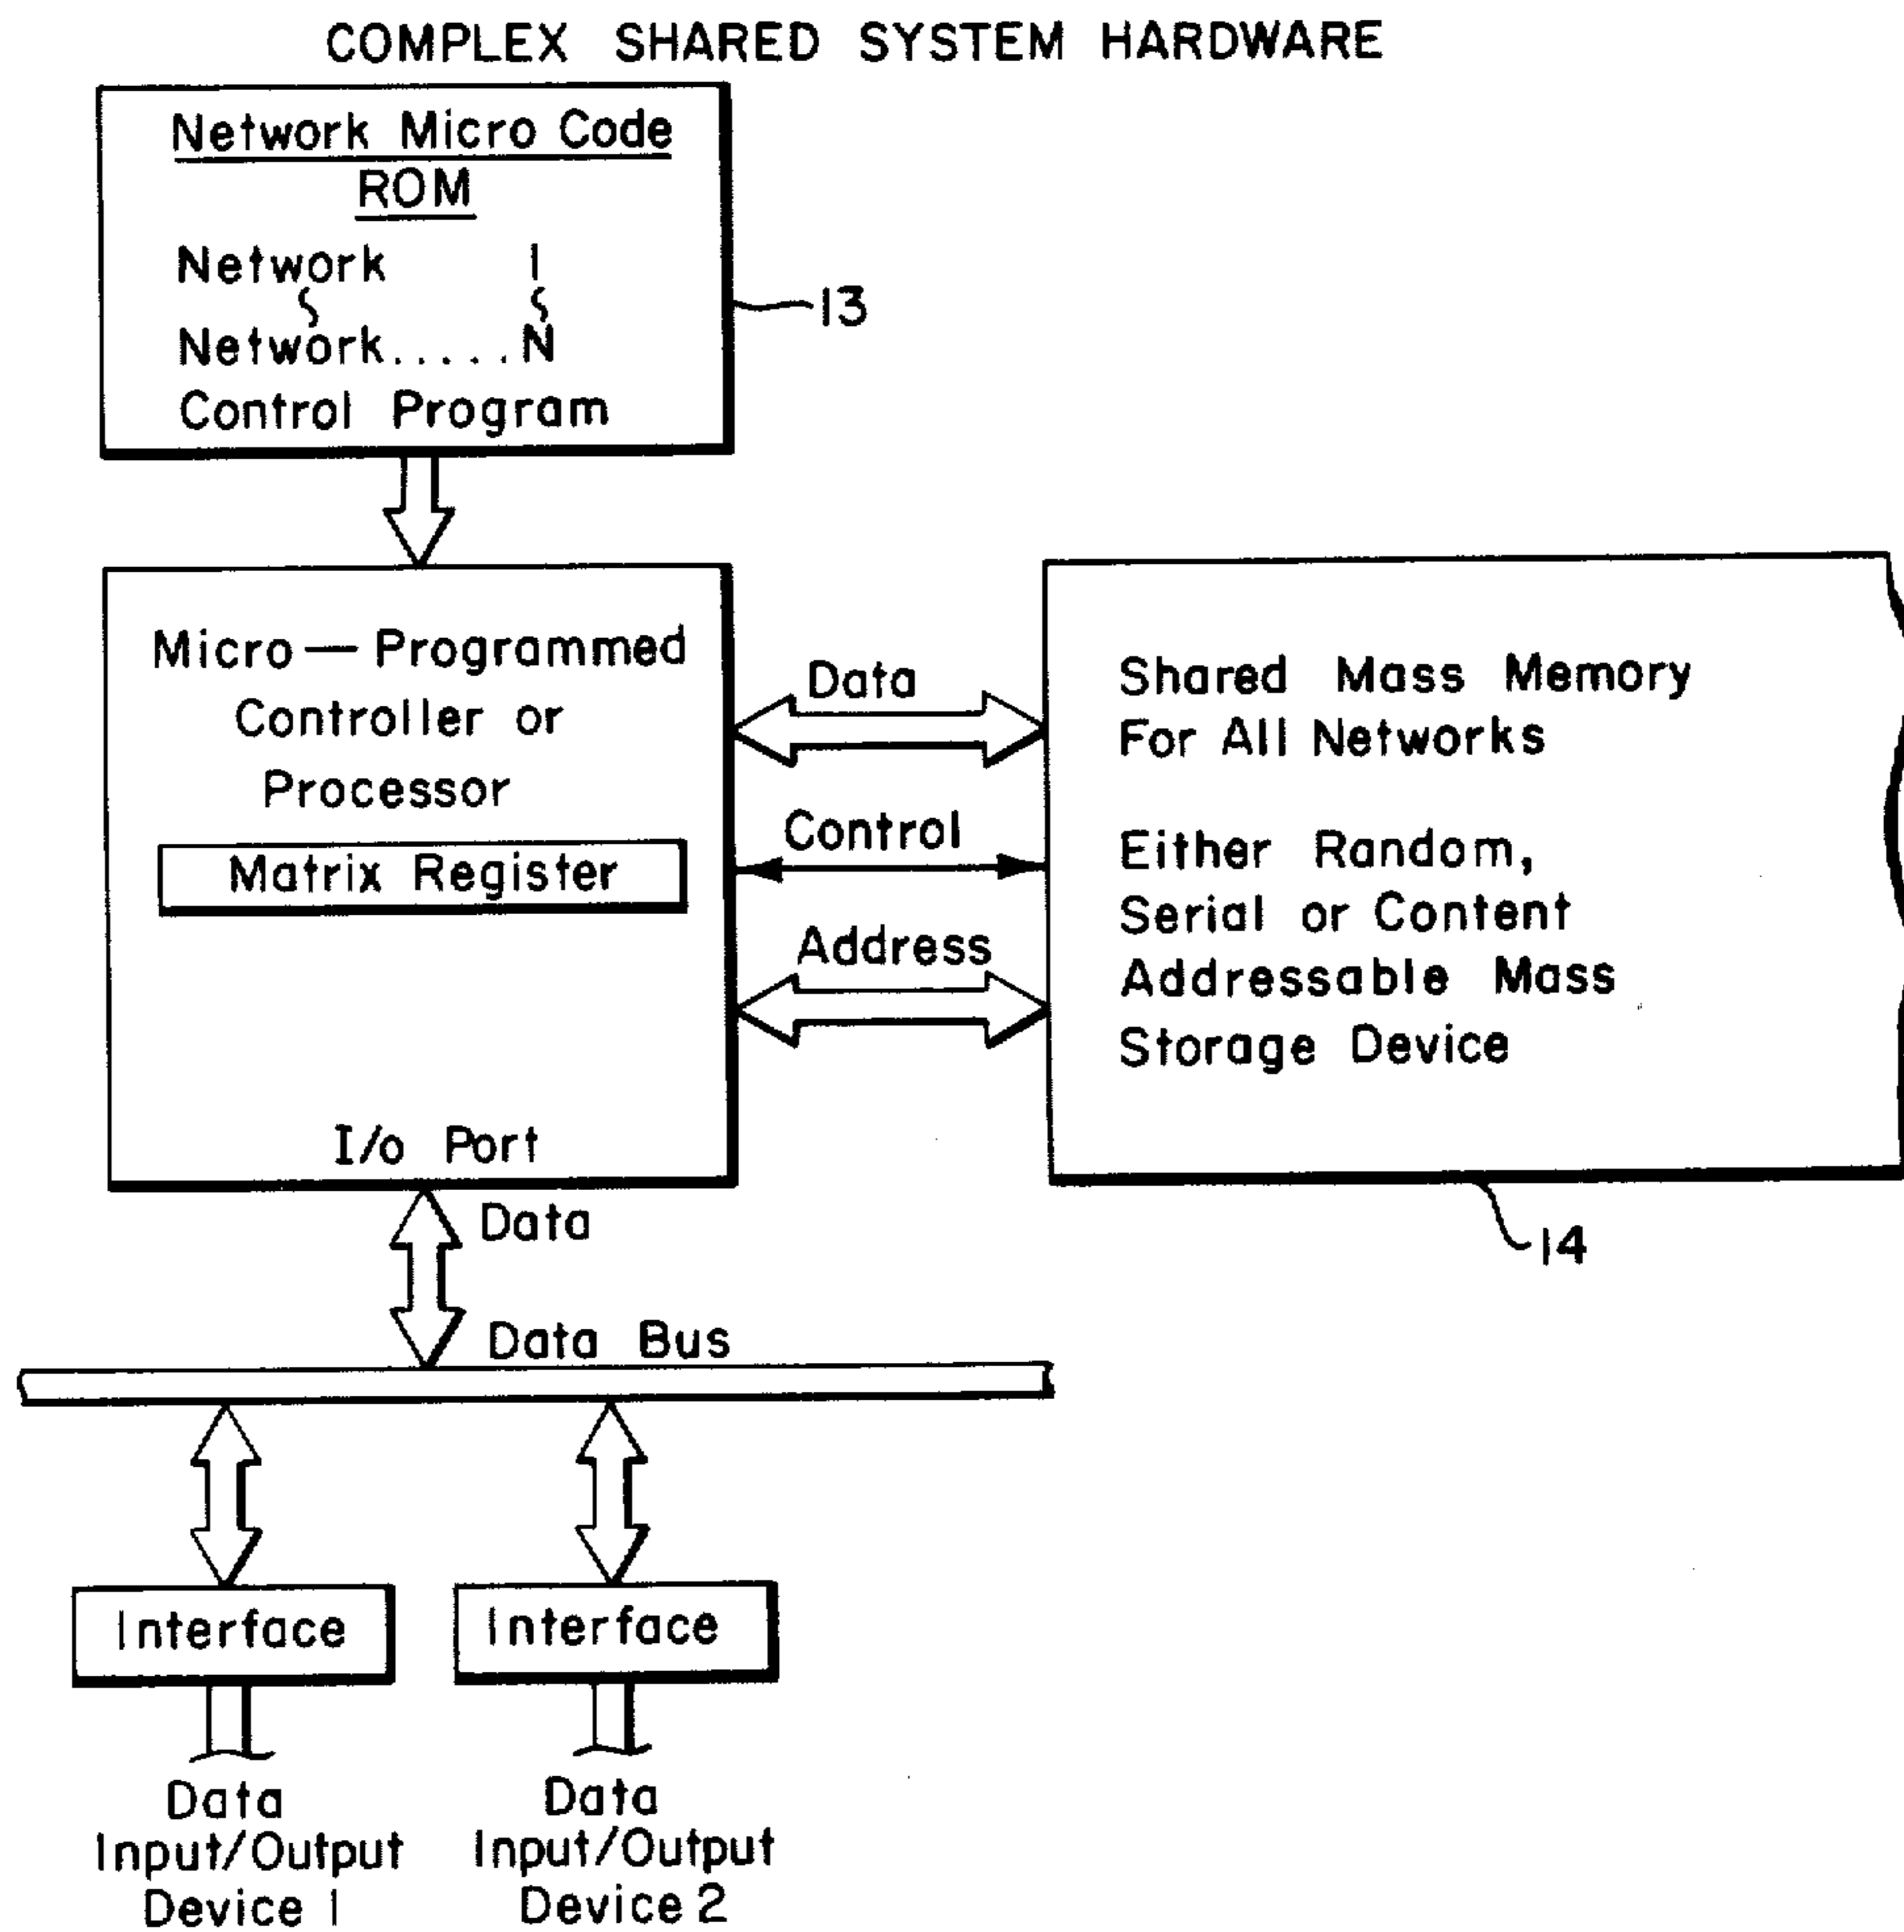 COMPLEX SHARED SYSTEM HARDWARE
Network Micro Code
ROM
Network 1
Network.....N
Control Program
13
Micro — Programmed
Controller or
Processor
Matrix Register
I/o Port
Data
Control
Address
Shared Mass Memory
For All Networks
Either Random,
Serial or Content
Addressable Mass
Storage Device
14
Data
Data Bus
Interface
Interface
Data
Input/Output
Device 1
Data
Input/Output
Device 2